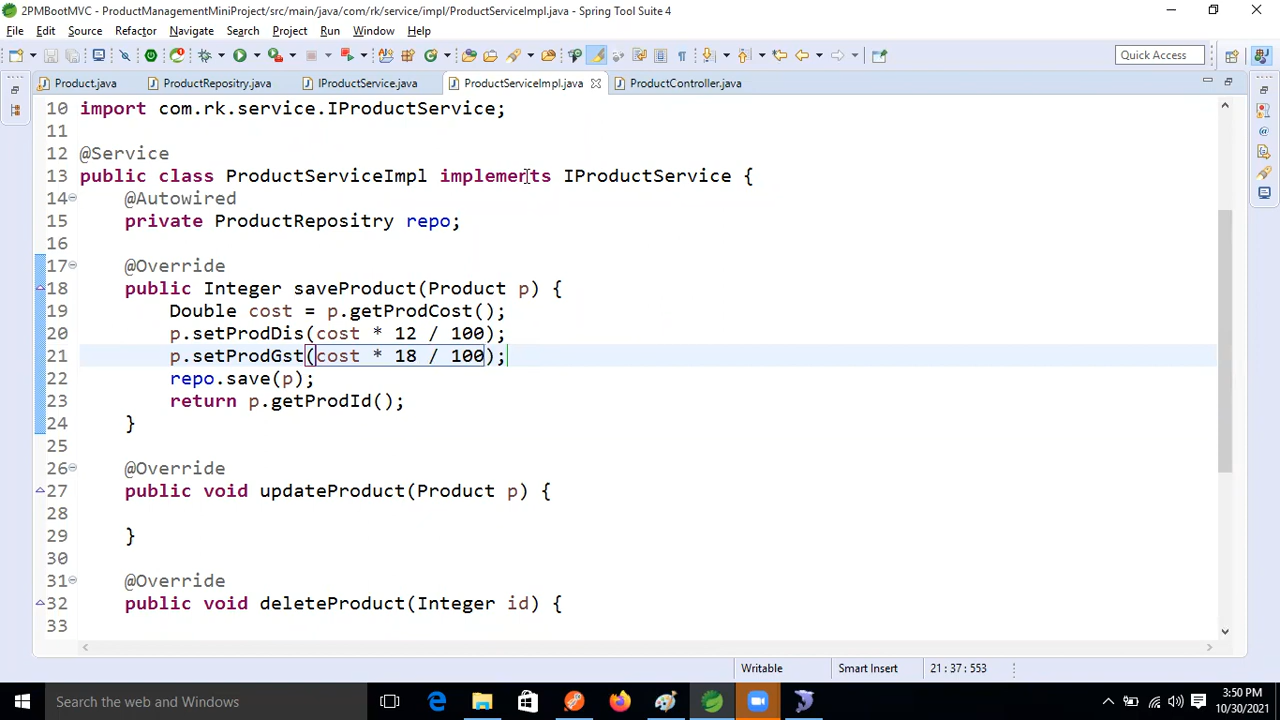 2PMBootMVC - ProductManagementMiniProject/src/main/java/com/rk/service/impl/ProductServiceImpl.java - Spring Tool Suite 4
File Edit Source Refactor Navigate Search Project Run Window Help
Quick Access
Product.java ProductRepositry.java IProductService.java ProductServiceImpl.java ProductController.java
10 import com.rk.service.IProductService;
11
12 @Service
13 public class ProductServiceImpl implements IProductService {
14 @Autowired
15 private ProductRepositry repo;
16
17 @Override
18 public Integer saveProduct(Product p) {
19 Double cost = p.getProdCost();
20 p.setProdDis(cost * 12 / 100);
21 p.setProdGst(cost * 18 / 100);
22 repo.save(p);
23 return p.getProdId();
24 }
25
26 @Override
27 public void updateProduct(Product p) {
28
29 }
30
31 @Override
32 public void deleteProduct(Integer id) {
33
Writable Smart Insert 21 : 37 : 553
Search the web and Windows
3:50 PM
10/30/2021